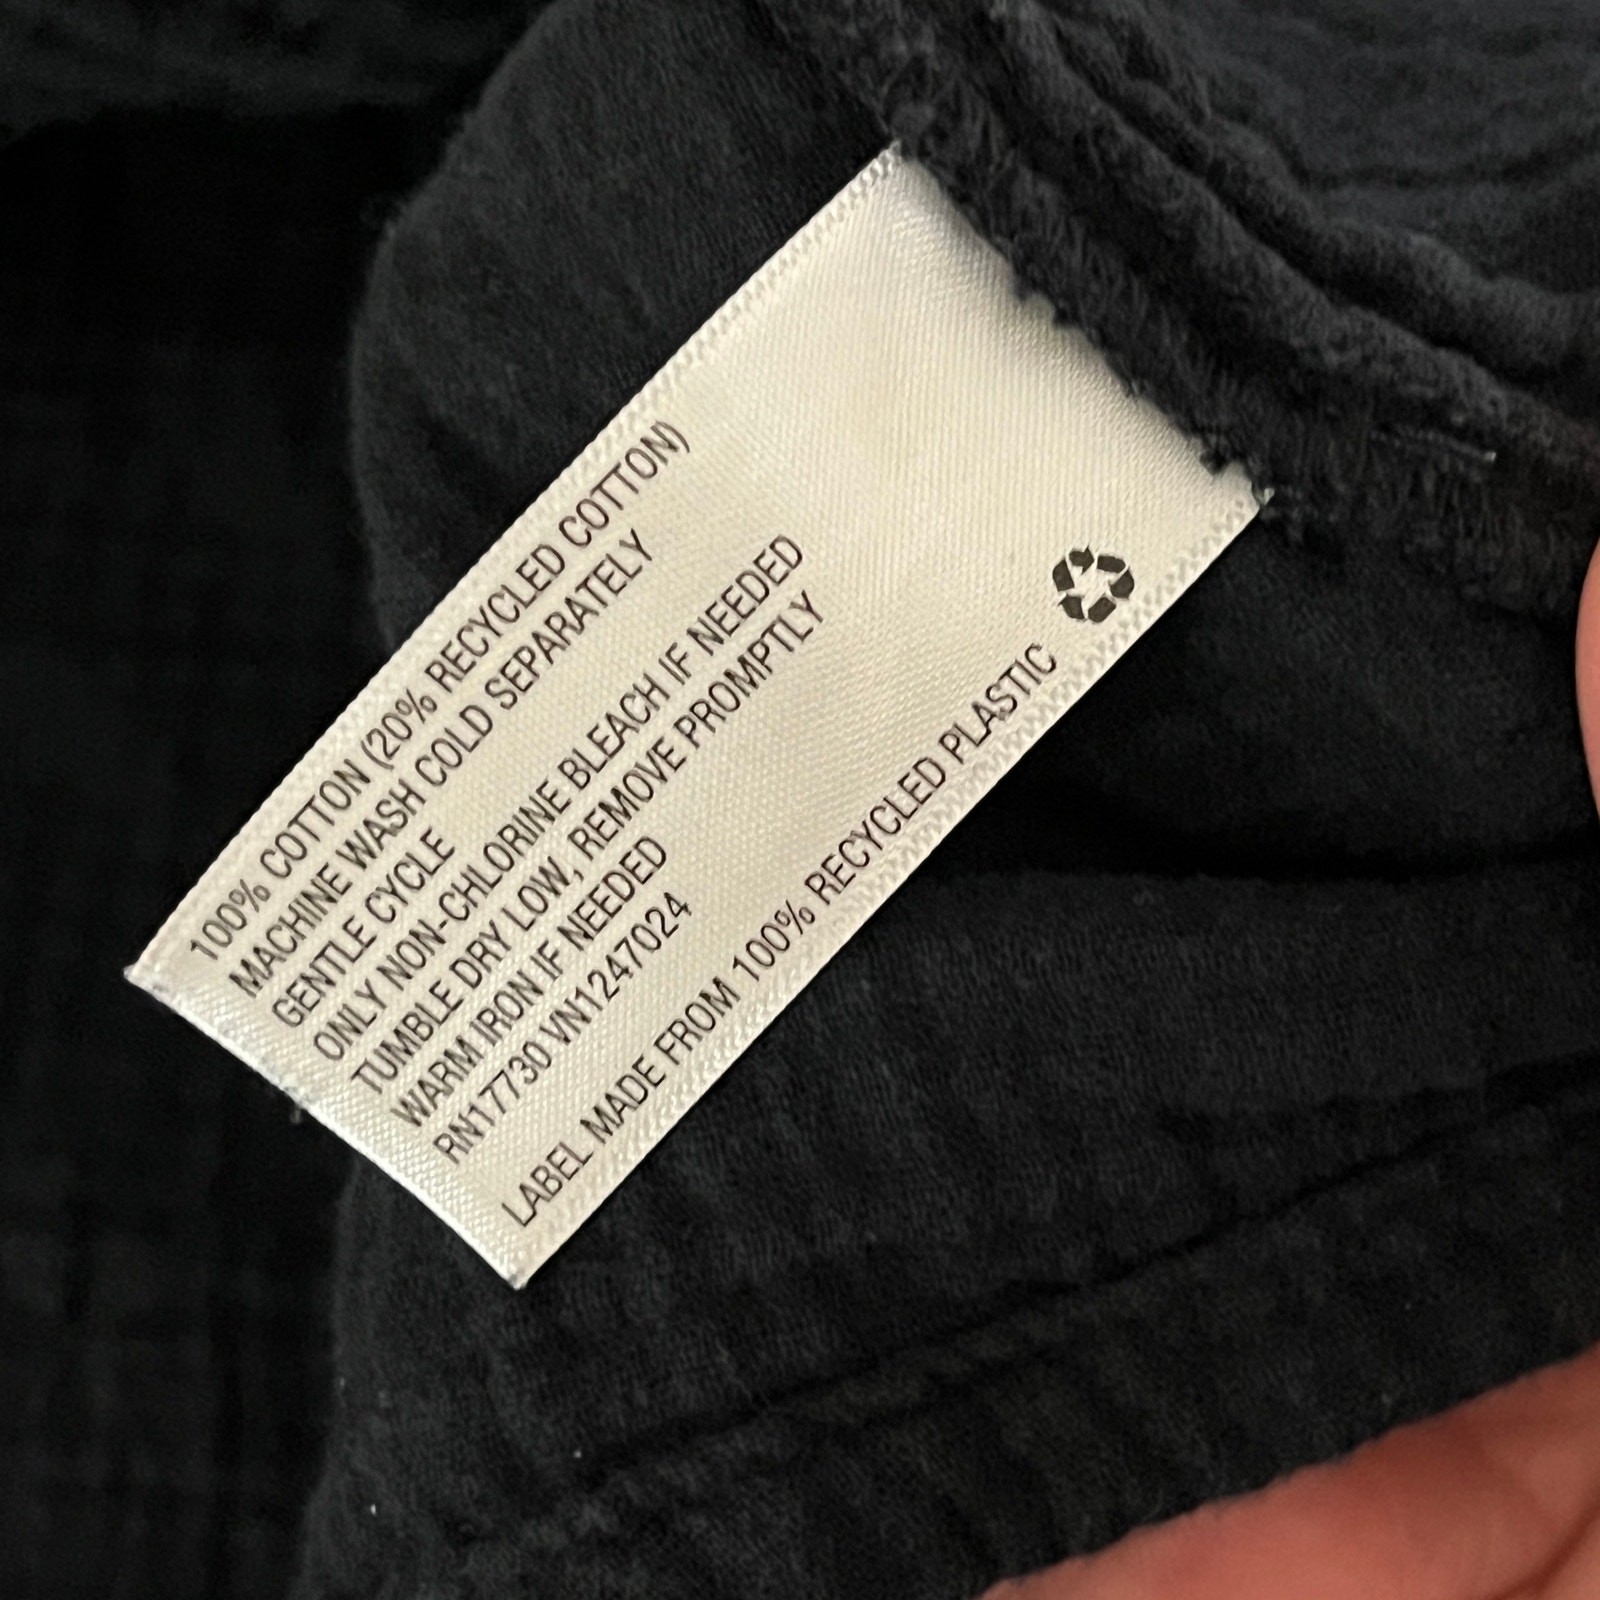 100% COTTON (20% RECYCLED COTTON)
MACHINE WASH COLD SEPARATELY
GENTLE CYCLE
ONLY NON-CHLORINE BLEACH IF NEEDED
TUMBLE DRY LOW, REMOVE PROMPTLY
WARM IRON IF NEEDED
RN17730 VN1247024
LABEL MADE FROM 100% RECYCLED PLASTIC